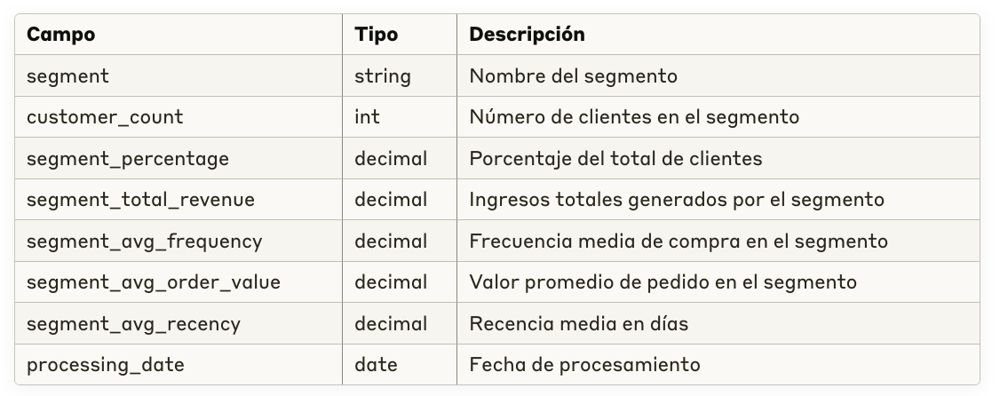 Campo Tipo Descripción
segment string Nombre del segmento
customer_count int Número de clientes en el segmento
segment_percentage decimal Porcentaje del total de clientes
segment_total_revenue decimal Ingresos totales generados por el segmento
segment_avg_frequency decimal Frecuencia media de compra en el segmento
segment_avg_order_value decimal Valor promedio de pedido en el segmento
segment_avg_recency decimal Recencia media en días
processing_date date Fecha de procesamiento